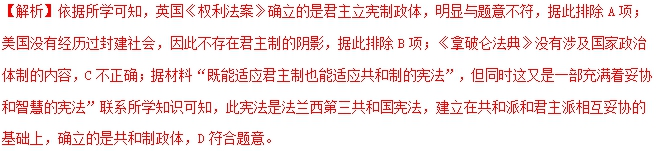 【解析】依据所学可知，英国《权利法案》确立的是君主立宪制政体，明显与题意不符，据此排除 A 项；
美国没有经历过封建社会，因此不存在君主制的阴影，据此排除 B 项；《拿破仑法典》没有涉及国家政治
体制的内容，C 不正确；据材料“既能适应君主制也能适应共和制的宪法”，但同时这又是一部充满着妥协
和智慧的宪法”联系所学知识可知，此宪法是法兰西第三共和国宪法，建立在共和派和君主派相互妥协的
基础上，确立的是共和制政体，D 符合题意。